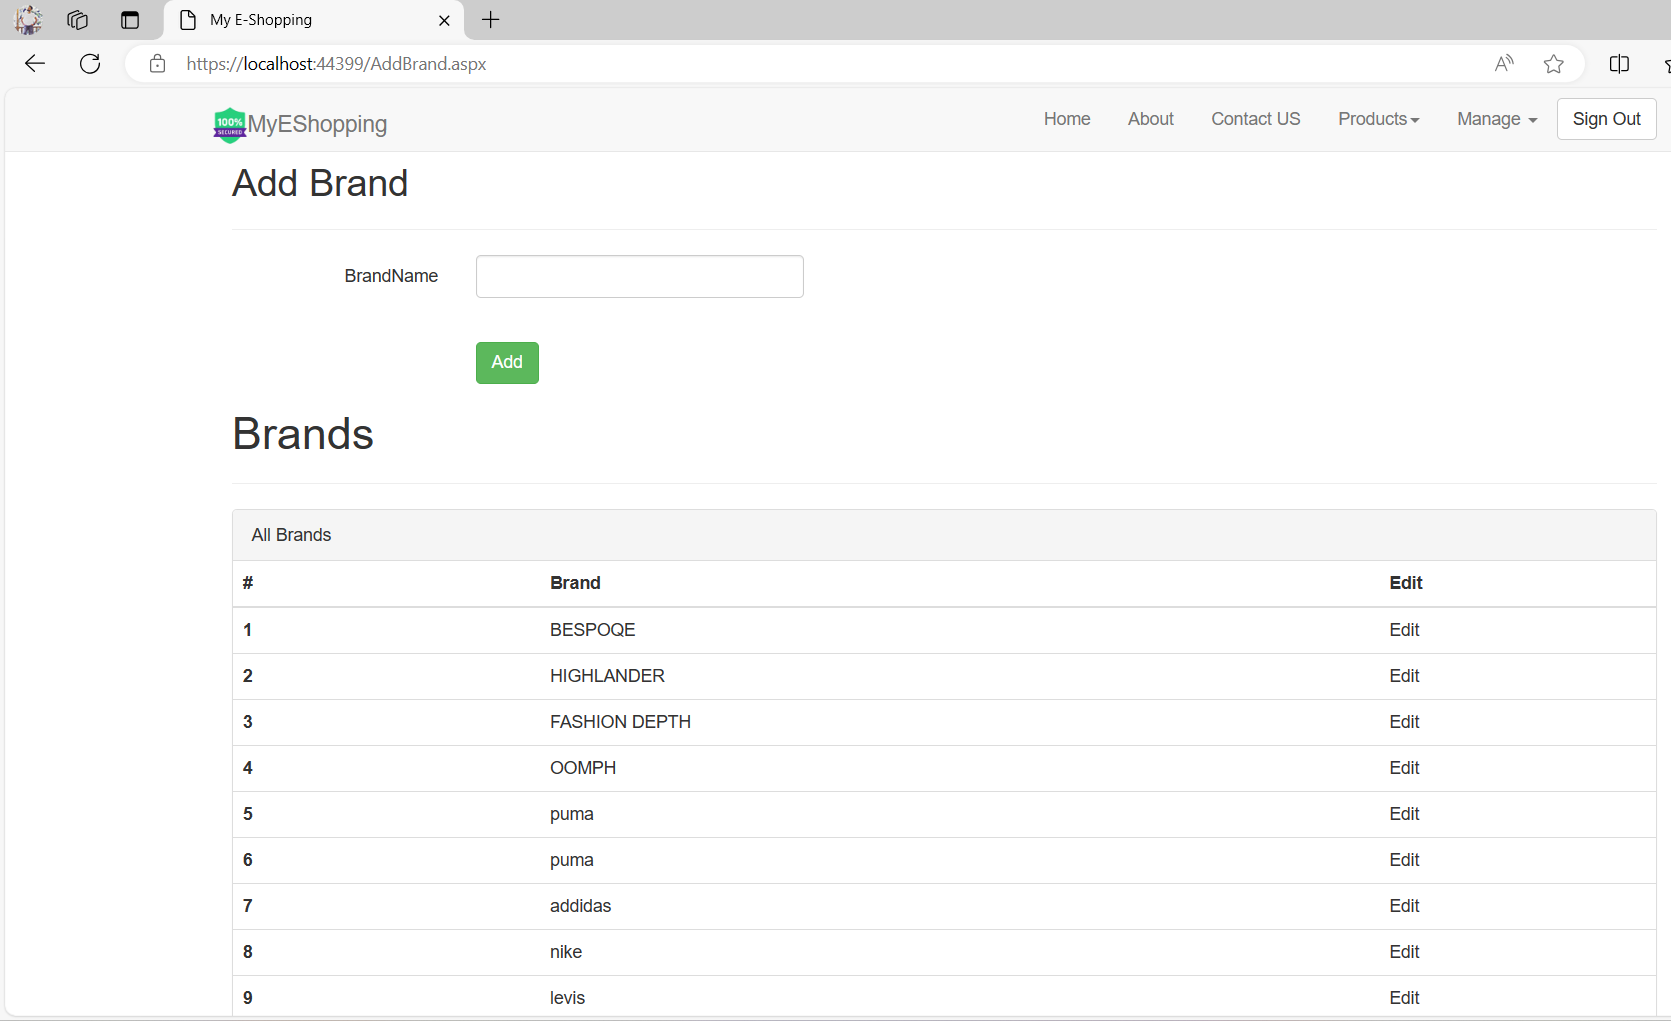 My E-Shopping
https://localhost:44399/AddBrand.aspx
100% SECURED MyEShopping Home About Contact US Products Manage Sign Out
Add Brand
BrandName
Add
Brands
All Brands
# Brand Edit
1 BESPOQE Edit
2 HIGHLANDER Edit
3 FASHION DEPTH Edit
4 OOMPH Edit
5 puma Edit
6 puma Edit
7 addidas Edit
8 nike Edit
9 levis Edit